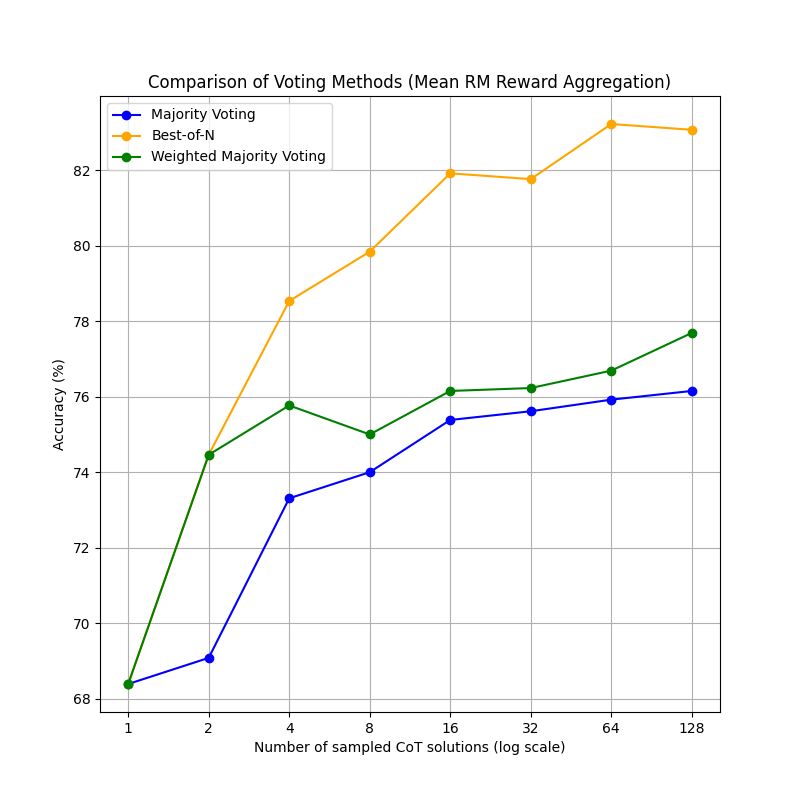 Comparison of Voting Methods (Mean RM Reward Aggregation)
Majority Voting
Best-of-N
Weighted Majority Voting
Accuracy (%)
82
80
78
76
74
72
70
68
1 2 4 8 16 32 64 128
Number of sampled CoT solutions (log scale)